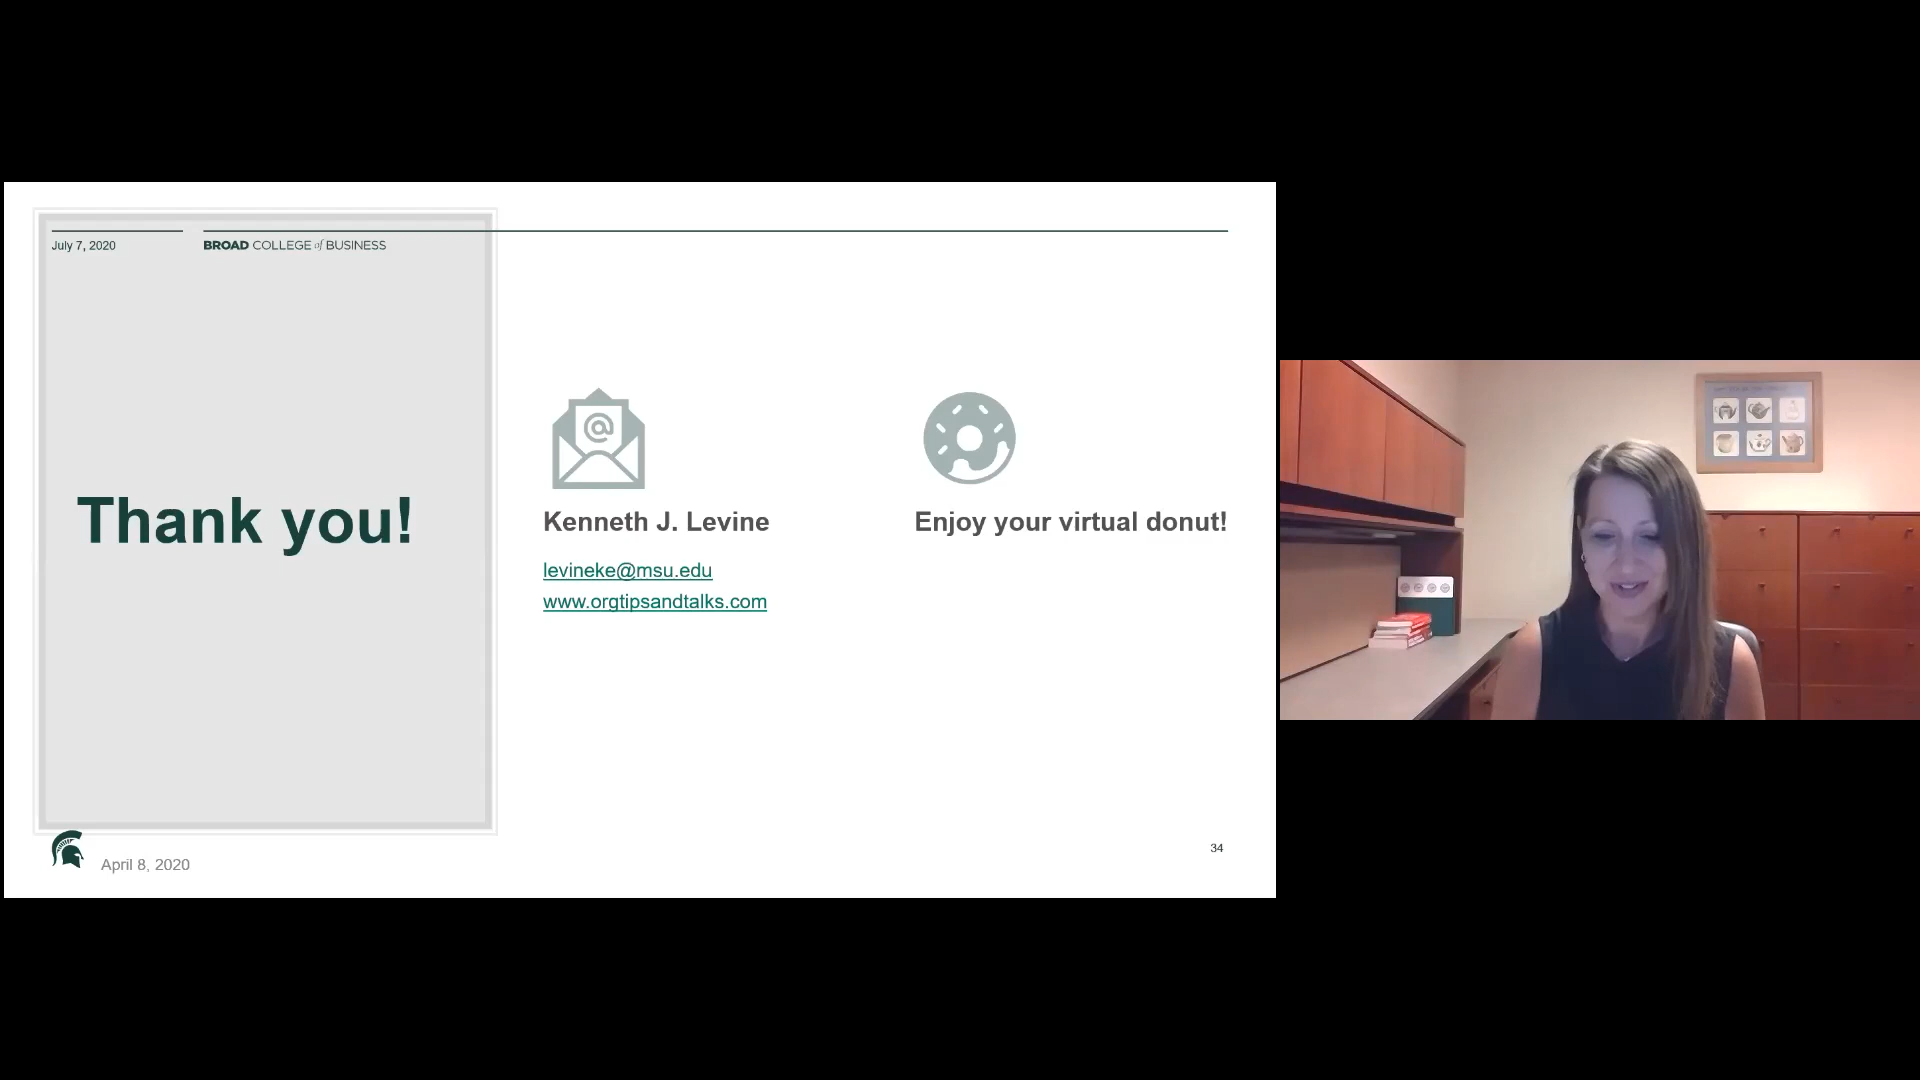 July 7, 2020
BROAD COLLEGE of BUSINESS
Thank you!
@
Kenneth J. Levine
levineke@msu.edu
www.orgtipsandtalks.com
Enjoy your virtual donut!
April 8, 2020
34